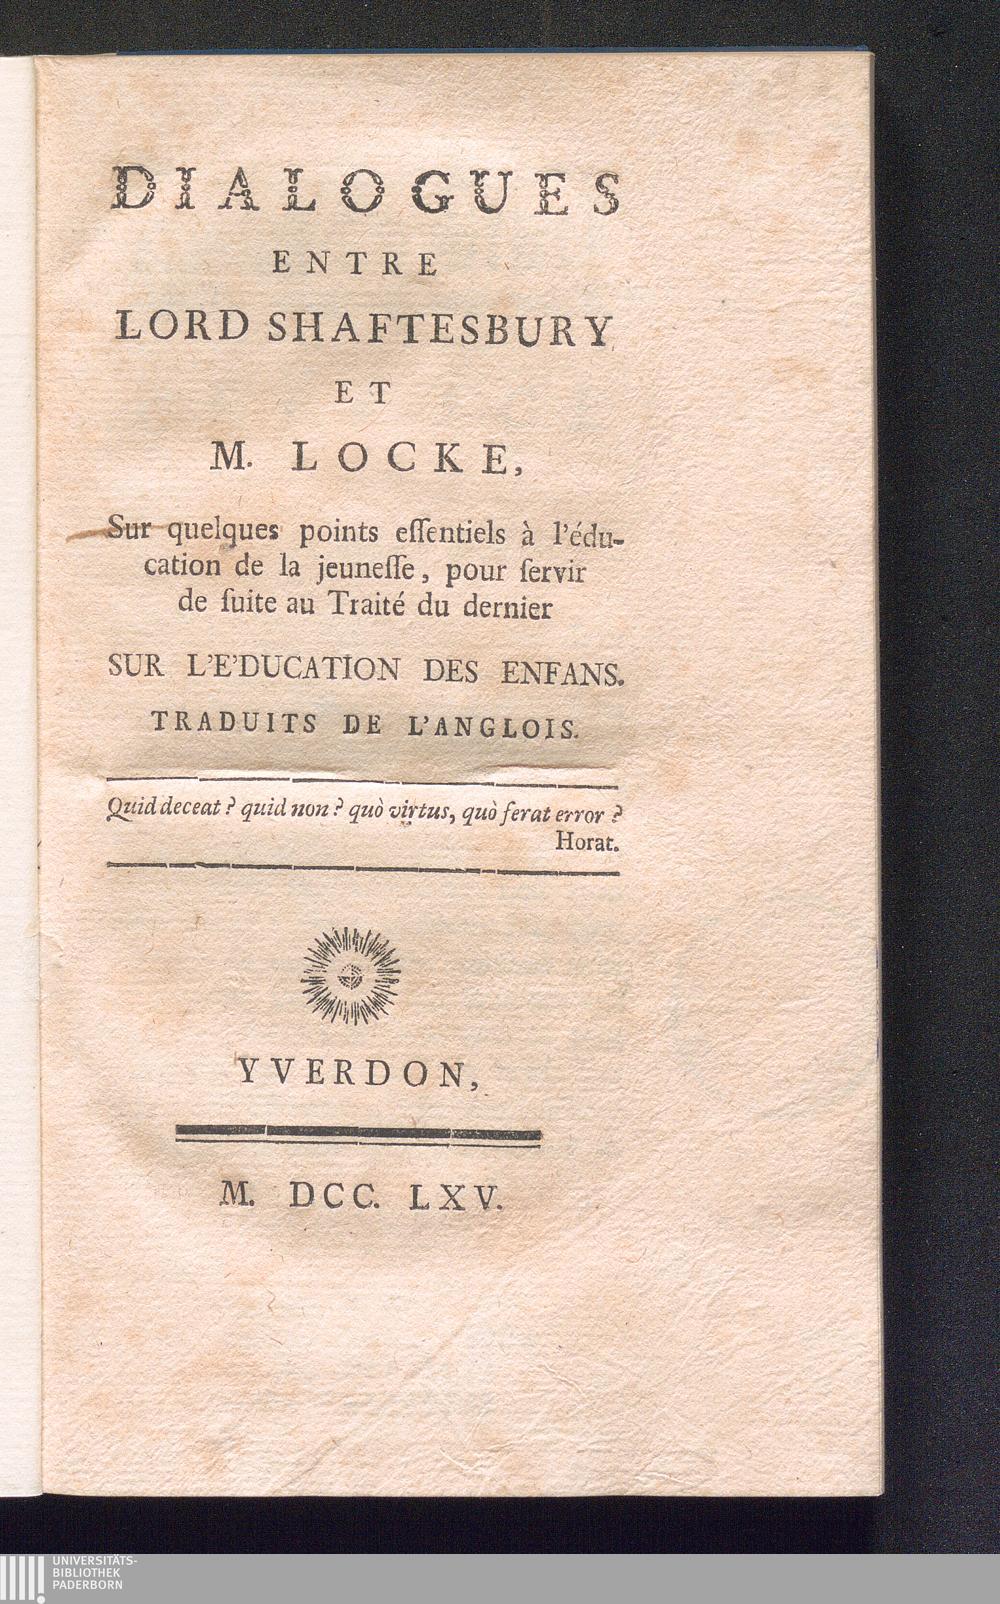 DIALOGUES
ENTRE
LORD SHAFTESBURY
ET
M. LOCKE,
Sur quelques points eſſentiels à l'édu-
cation de la jeuneſſe, pour ſervir
de ſuite au Traité du dernier
SUR L'E'DUCATION DES ENFANS.
TRADUITS DE L'ANGLOIS.
Quid deceat? quid non? quò virtus, quò ferat error?
Horat.
YVERDON,
M. DCC. LXV.
UNIVERSITÄTS-
BIBLIOTHEK
PADERBORN